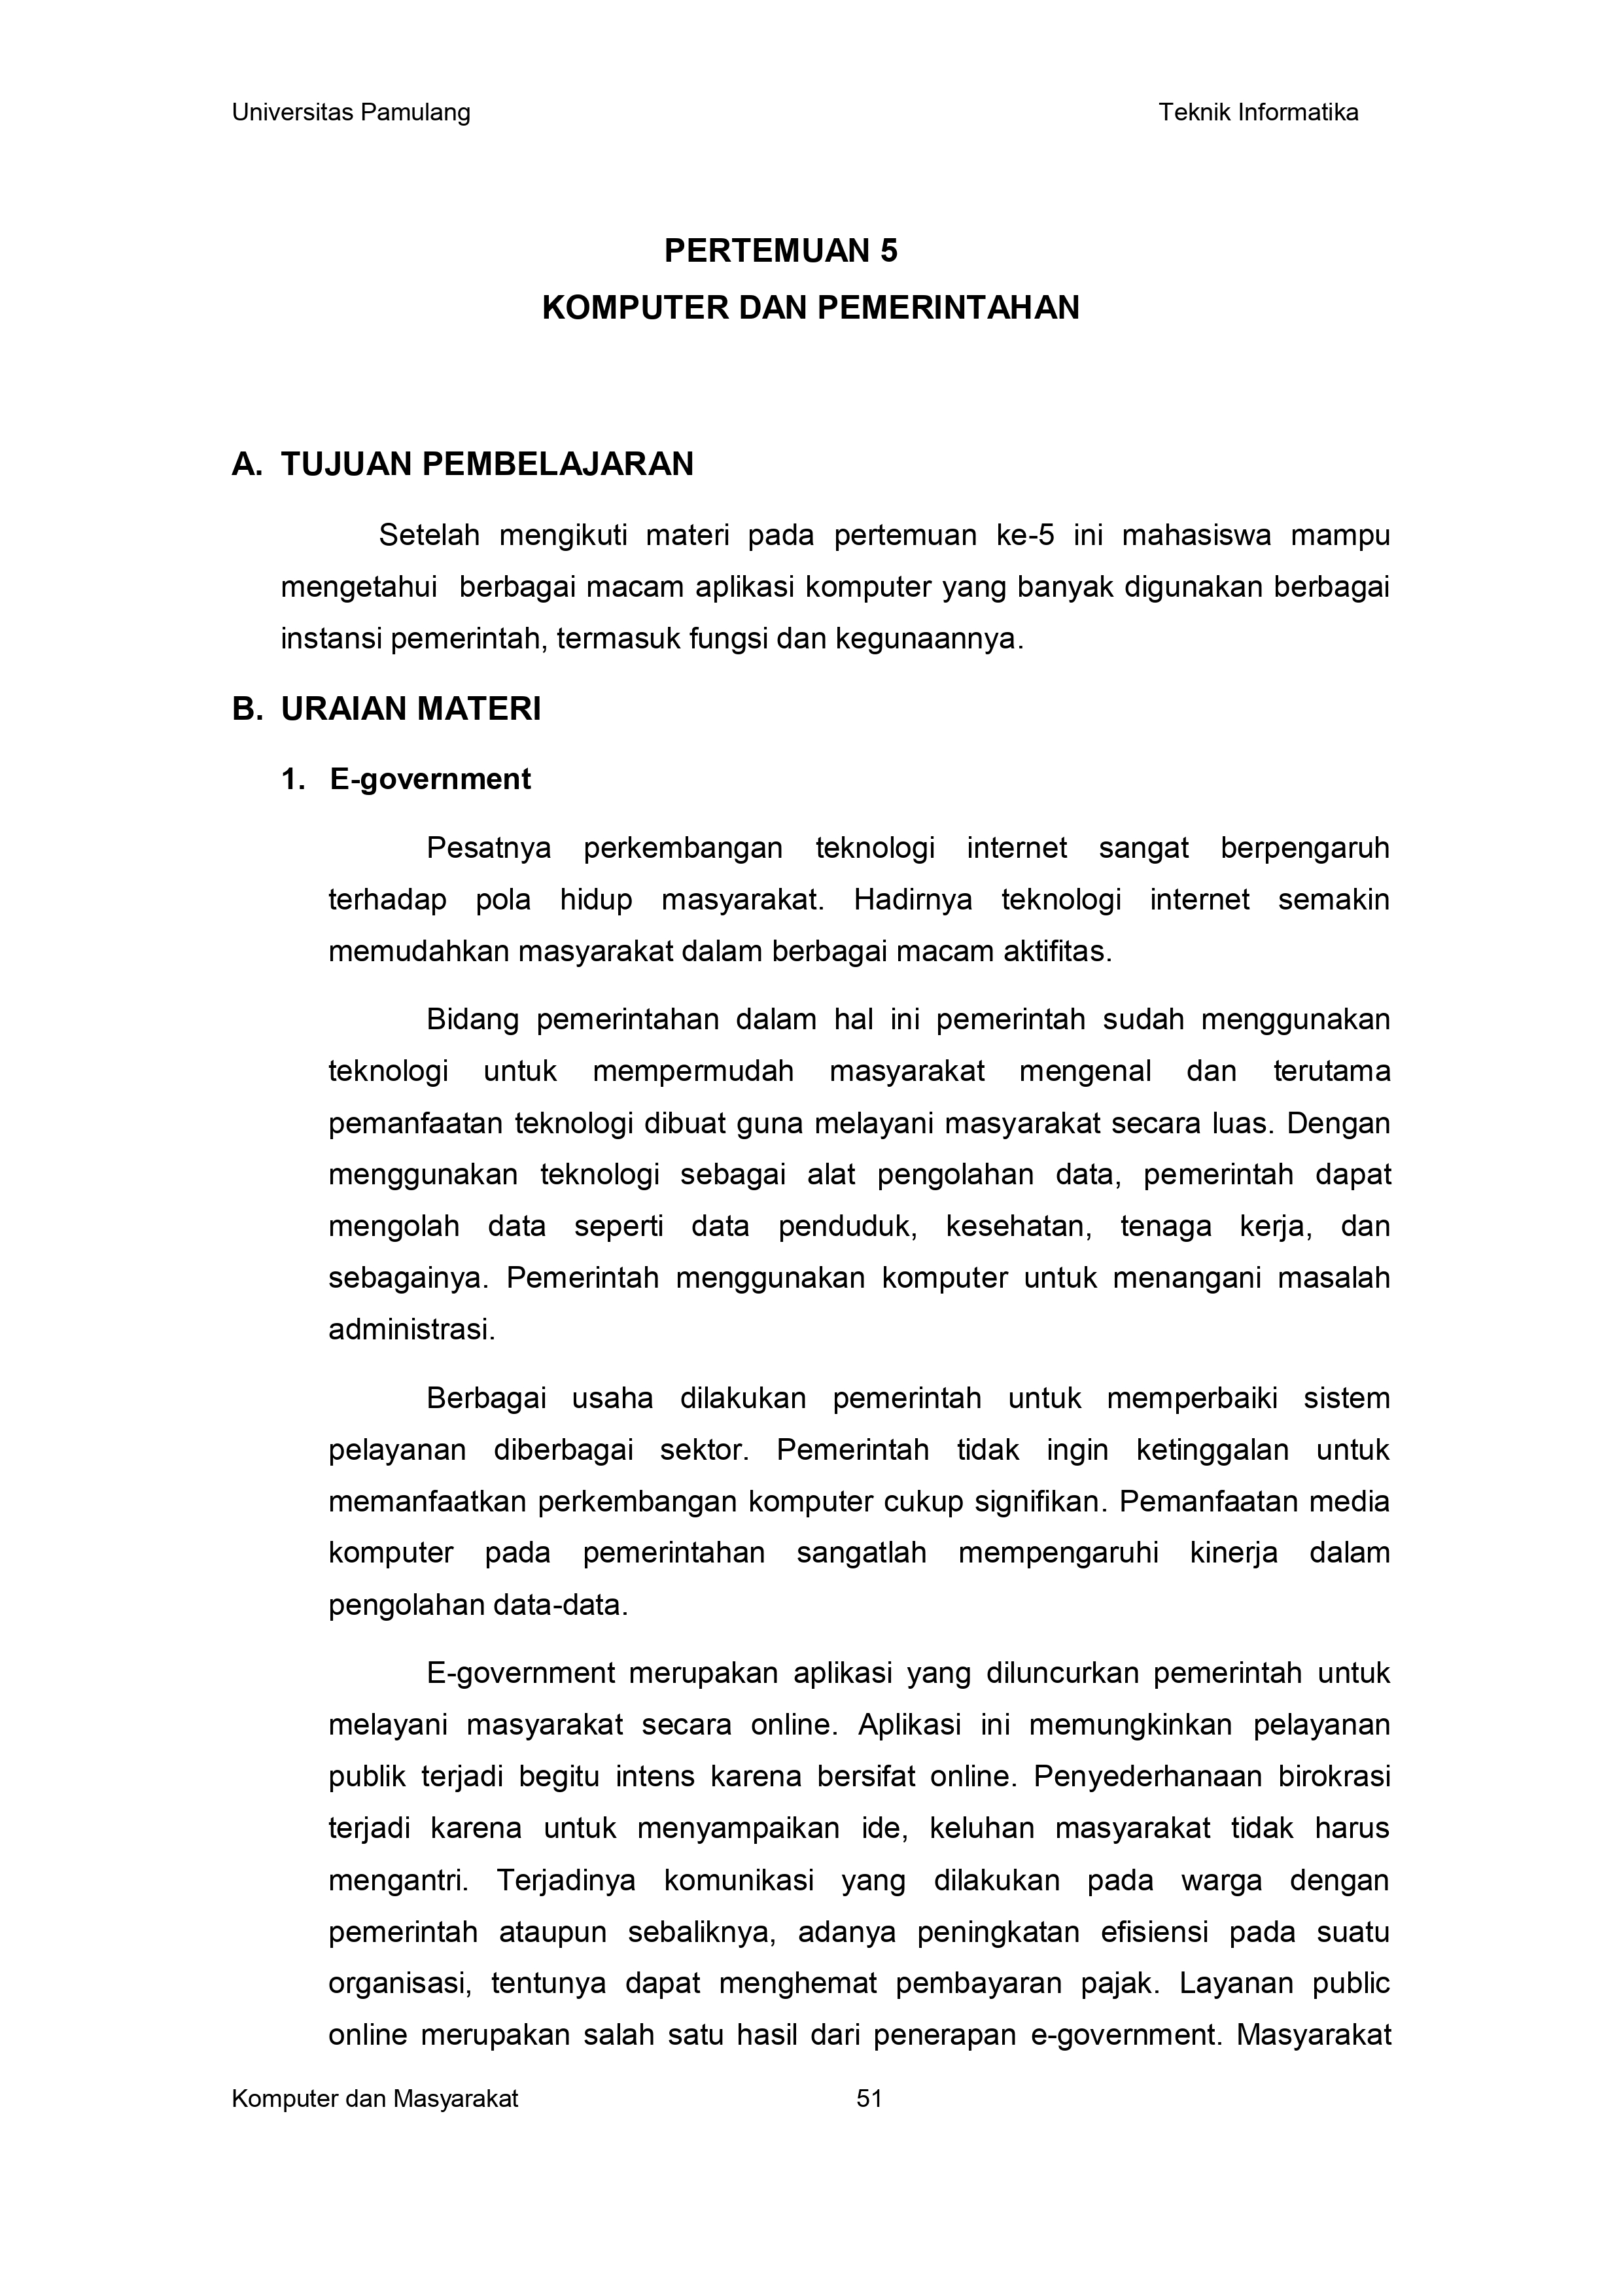 Universitas Pamulang Teknik Informatika
PERTEMUAN 5
KOMPUTER DAN PEMERINTAHAN
A. TUJUAN PEMBELAJARAN
Setelah mengikuti materi pada pertemuan ke-5 ini mahasiswa mampu
mengetahui berbagai macam aplikasi komputer yang banyak digunakan berbagai
instansi pemerintah, termasuk fungsi dan kegunaannya.
B. URAIAN MATERI
1. E-government
Pesatnya perkembangan teknologi internet sangat berpengaruh
terhadap pola hidup masyarakat. Hadirnya teknologi internet semakin
memudahkan masyarakat dalam berbagai macam aktifitas.
Bidang pemerintahan dalam hal ini pemerintah sudah menggunakan
teknologi untuk mempermudah masyarakat mengenal dan terutama
pemanfaatan teknologi dibuat guna melayani masyarakat secara luas. Dengan
menggunakan teknologi sebagai alat pengolahan data, pemerintah dapat
mengolah data seperti data penduduk, kesehatan, tenaga kerja, dan
sebagainya. Pemerintah menggunakan komputer untuk menangani masalah
administrasi.
Berbagai usaha dilakukan pemerintah untuk memperbaiki sistem
pelayanan diberbagai sektor. Pemerintah tidak ingin ketinggalan untuk
memanfaatkan perkembangan komputer cukup signifikan. Pemanfaatan media
komputer pada pemerintahan sangatlah mempengaruhi kinerja dalam
pengolahan data-data.
E-government merupakan aplikasi yang diluncurkan pemerintah untuk
melayani masyarakat secara online. Aplikasi ini memungkinkan pelayanan
publik terjadi begitu intens karena bersifat online. Penyederhanaan birokrasi
terjadi karena untuk menyampaikan ide, keluhan masyarakat tidak harus
mengantri. Terjadinya komunikasi yang dilakukan pada warga dengan
pemerintah ataupun sebaliknya, adanya peningkatan efisiensi pada suatu
organisasi, tentunya dapat menghemat pembayaran pajak. Layanan public
online merupakan salah satu hasil dari penerapan e-government. Masyarakat
Komputer dan Masyarakat 51